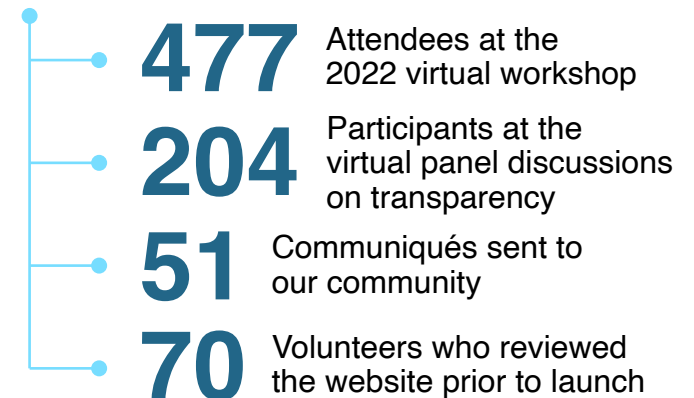 477 Attendees at the
2022 virtual workshop
204 Participants at the
virtual panel discussions
on transparency
51 Communiqués sent to
our community
70 Volunteers who reviewed
the website prior to launch